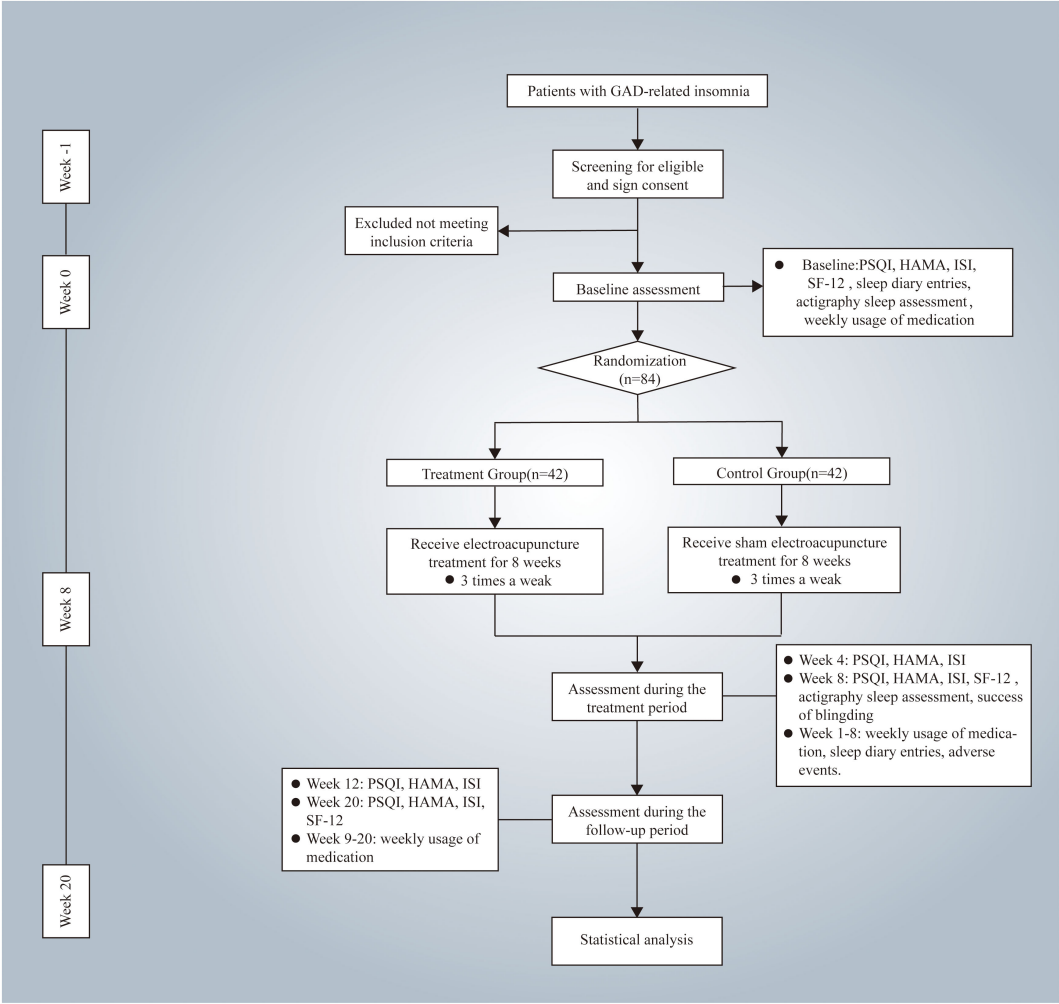 Patients with GAD-related insomnia
Week -1
Screening for eligible
and sign consent
Excluded not meeting
inclusion criteria
Week 0
Baseline assessment
● Baseline:PSQI, HAMA, ISI,
SF-12 , sleep diary entries,
actigraphy sleep assessment ,
weekly usage of medication
Randomization
(n=84)
Treatment Group(n=42)
Control Group(n=42)
Receive electroacupuncture
treatment for 8 weeks
● 3 times a weak
Receive sham electroacupuncture
treatment for 8 weeks
● 3 times a weak
Week 8
Assessment during the
treatment period
● Week 4: PSQI, HAMA, ISI
● Week 8: PSQI, HAMA, ISI, SF-12 ,
actigraphy sleep assessment, success
of blingding
● Week 1-8: weekly usage of medica-
tion, sleep diary entries, adverse
events.
● Week 12: PSQI, HAMA, ISI
● Week 20: PSQI, HAMA, ISI,
SF-12
● Week 9-20: weekly usage of
medication
Assessment during the
follow-up period
Week 20
Statistical analysis